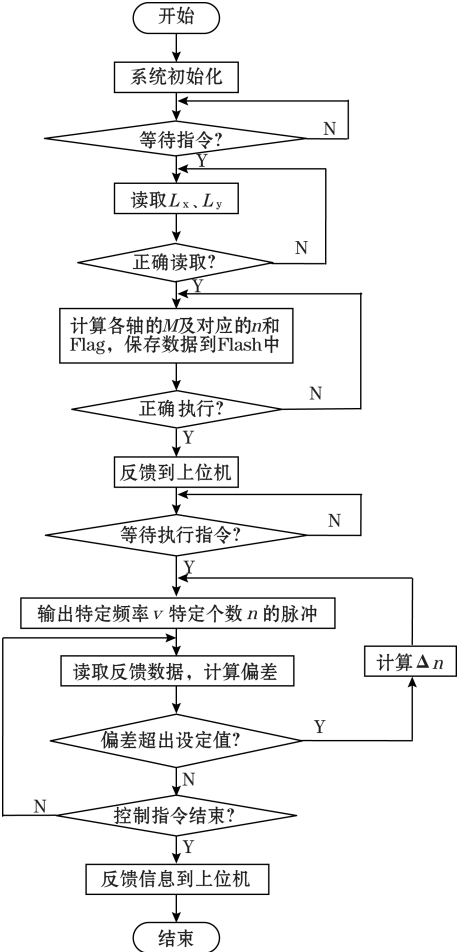 开始
系统初始化
N
等待指令?
Y
读取Lx、Ly
N
正确读取?
Y
计算各轴的M及对应的n和
Flag，保存数据到Flash中
N
正确执行?
Y
反馈到上位机
N
等待执行指令?
Y
输出特定频率 v 特定个数 n 的脉冲
计算 Δ n
读取反馈数据，计算偏差
Y
偏差超出设定值?
N
N
控制指令结束?
Y
反馈信息到上位机
结束